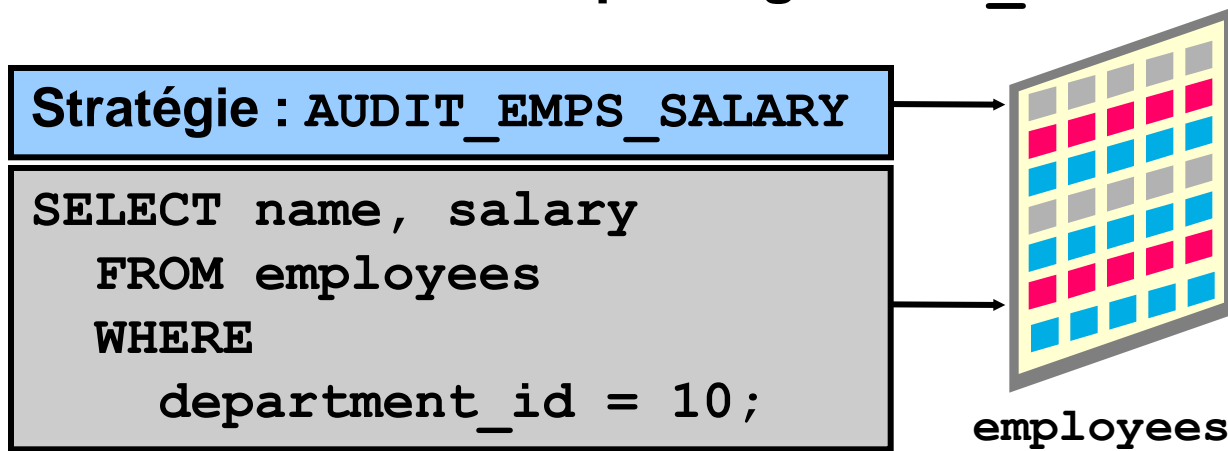 Stratégie : AUDIT_EMPS_SALARY
SELECT name, salary
FROM employees
WHERE
department_id = 10;
employees